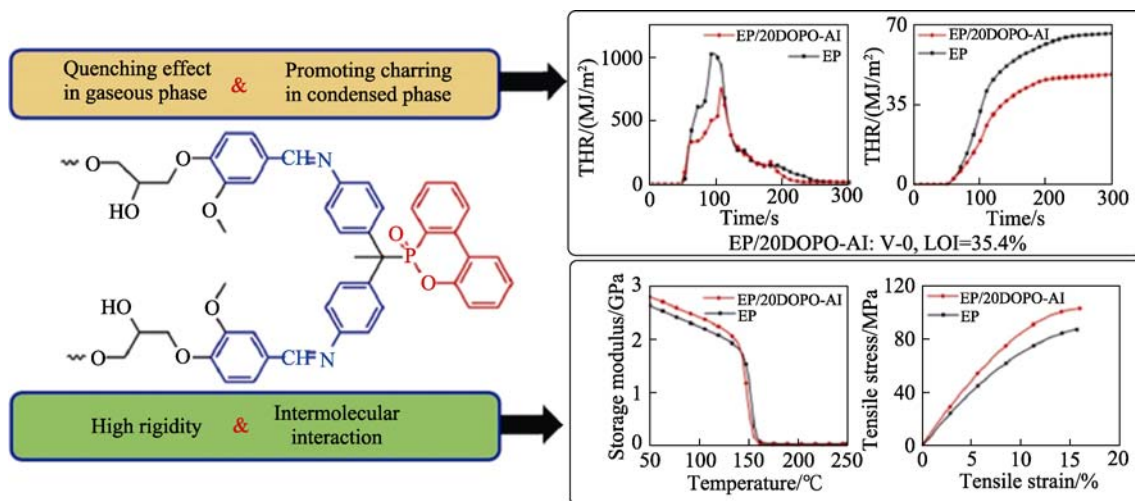 Quenching effect
in gaseous phase
&
Promoting charring
in condensed phase
O
HO
O
O
CH=N
P
O
O
HO
O
O
CH=N
High rigidity
&
Intermolecular
interaction
THR/(MJ/m²)
1000
500
0
EP/20DOPO-AI
EP
0 100 200 300
Time/s
THR/(MJ/m²)
70
35
0
EP/20DOPO-AI
EP
0 100 200 300
Time/s
EP/20DOPO-AI: V-0, LOI=35.4%
Storage modulus/GPa
3
2
1
0
EP/20DOPO-AI
EP
50 100 150 200 250
Temperature/℃
Tensile stress/MPa
120
80
40
0
EP/20DOPO-AI
EP
0 5 10 15 20
Tensile strain/%